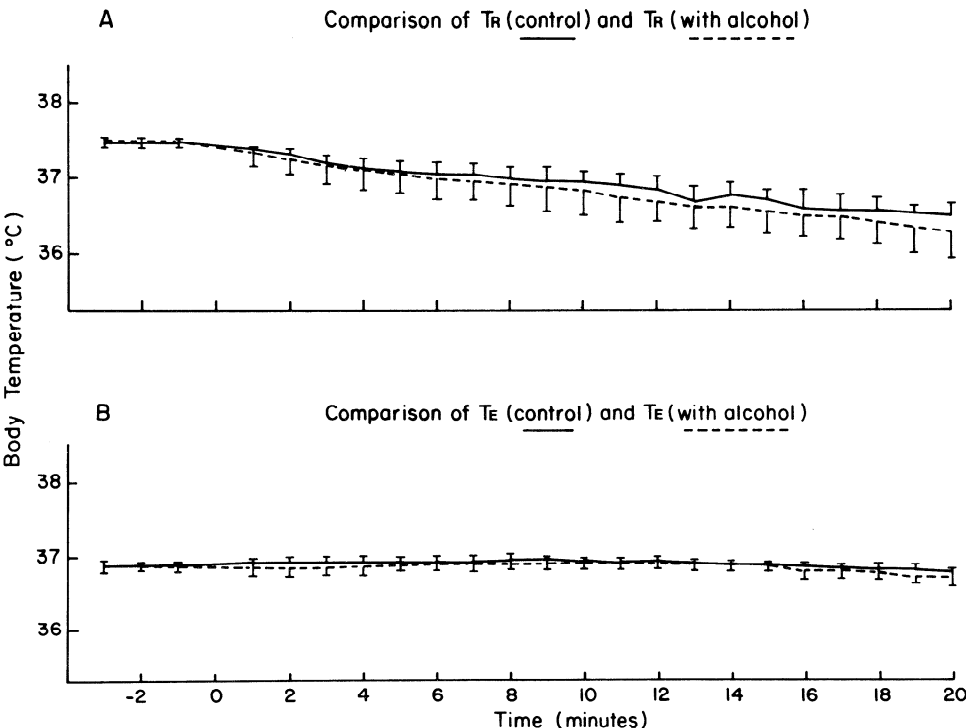 A
Comparison of TR (control) and TR (with alcohol)
38
37
36
Body Temperature (°C)
B
Comparison of TE (control) and TE (with alcohol)
38
37
36
-2 0 2 4 6 8 10 12 14 16 18 20
Time (minutes)